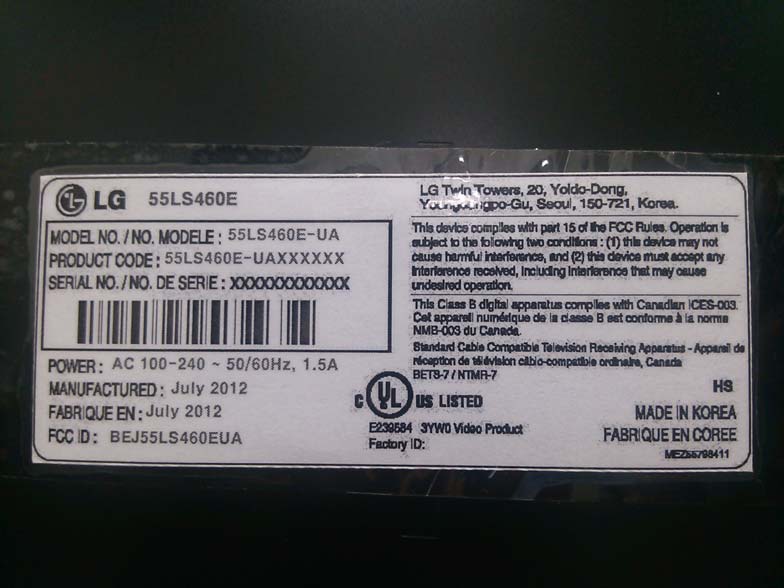 LG 55LS460E
MODEL NO. / NO. MODELE : 55LS460E-UA
PRODUCT CODE : 55LS460E-UAXXXXXX
SERIAL NO. / NO. DE SERIE : XXXXXXXXXXXXX
POWER : AC 100-240 ~ 50/60Hz, 1.5A
MANUFACTURED : July 2012
FABRIQUE EN : July 2012
FCC ID : BEJ55LS460EUA
LG Twin Towers, 20, Yoido-Dong,
Youngdungpo-Gu, Seoul, 150-721, Korea.
This device complies with part 15 of the FCC Rules. Operation is
subject to the following two conditions : (1) this device may not
cause harmful interference, and (2) this device must accept any
interference received, including interference that may cause
undesired operation.
This Class B digital apparatus complies with Canadian ICES-003.
Cet appareil numérique de la classe B est conforme à la norme
NMB-003 du Canada.
Standard Cable Compatible Television Receiving Apparatus - Appareil de
réception de télévision câblo-compatible ordinaire, Canada
BETS-7 / NTMR-7
C UL US LISTED
E239584 3YW0 Video Product
Factory ID:
HS
MADE IN KOREA
FABRIQUE EN COREE
MEZ55798411